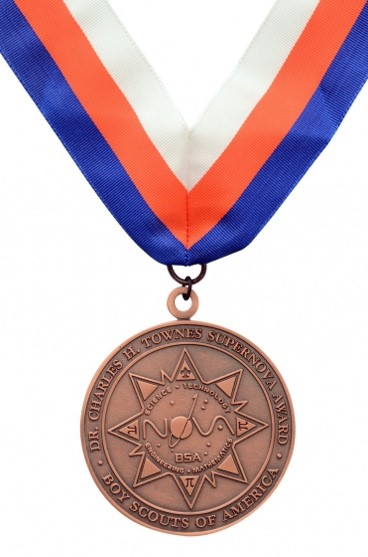 • DR. CHARLES H. TOWNES SUPERNOVA AWARD •
SCIENCE • TECHNOLOGY
NOVA
BSA
ENGINEERING • MATHEMATICS
π
π
π
BOY SCOUTS OF AMERICA